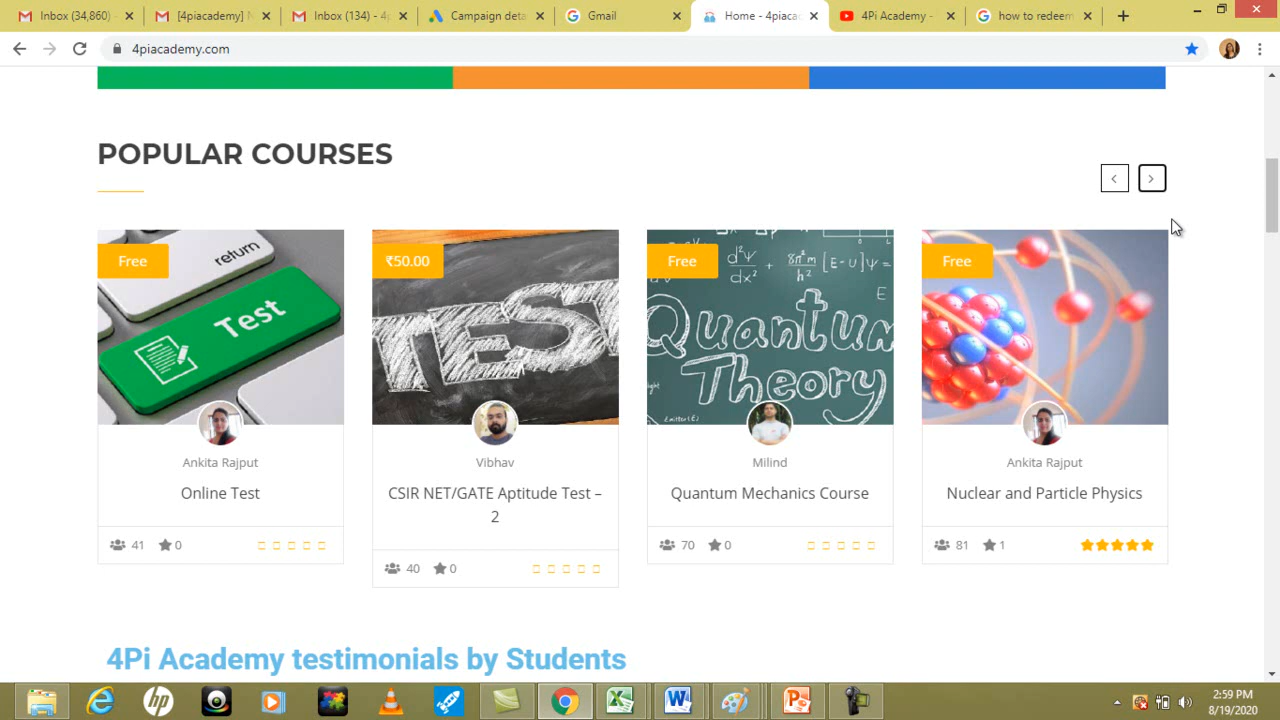 Inbox (34,860) -
[4piacademy] N
Inbox (134) - 4p
Campaign deta
Gmail
Home - 4piaca
4Pi Academy -
how to redeem
4piacademy.com
POPULAR COURSES
Free
return
Test
Ankita Rajput
Online Test
41
0
₹50.00
TEST
Vibhav
CSIR NET/GATE Aptitude Test –
2
40
0
Free
Quantum
Theory
Milind
Quantum Mechanics Course
70
0
Free
Ankita Rajput
Nuclear and Particle Physics
81
1
4Pi Academy testimonials by Students
2:59 PM
8/19/2020